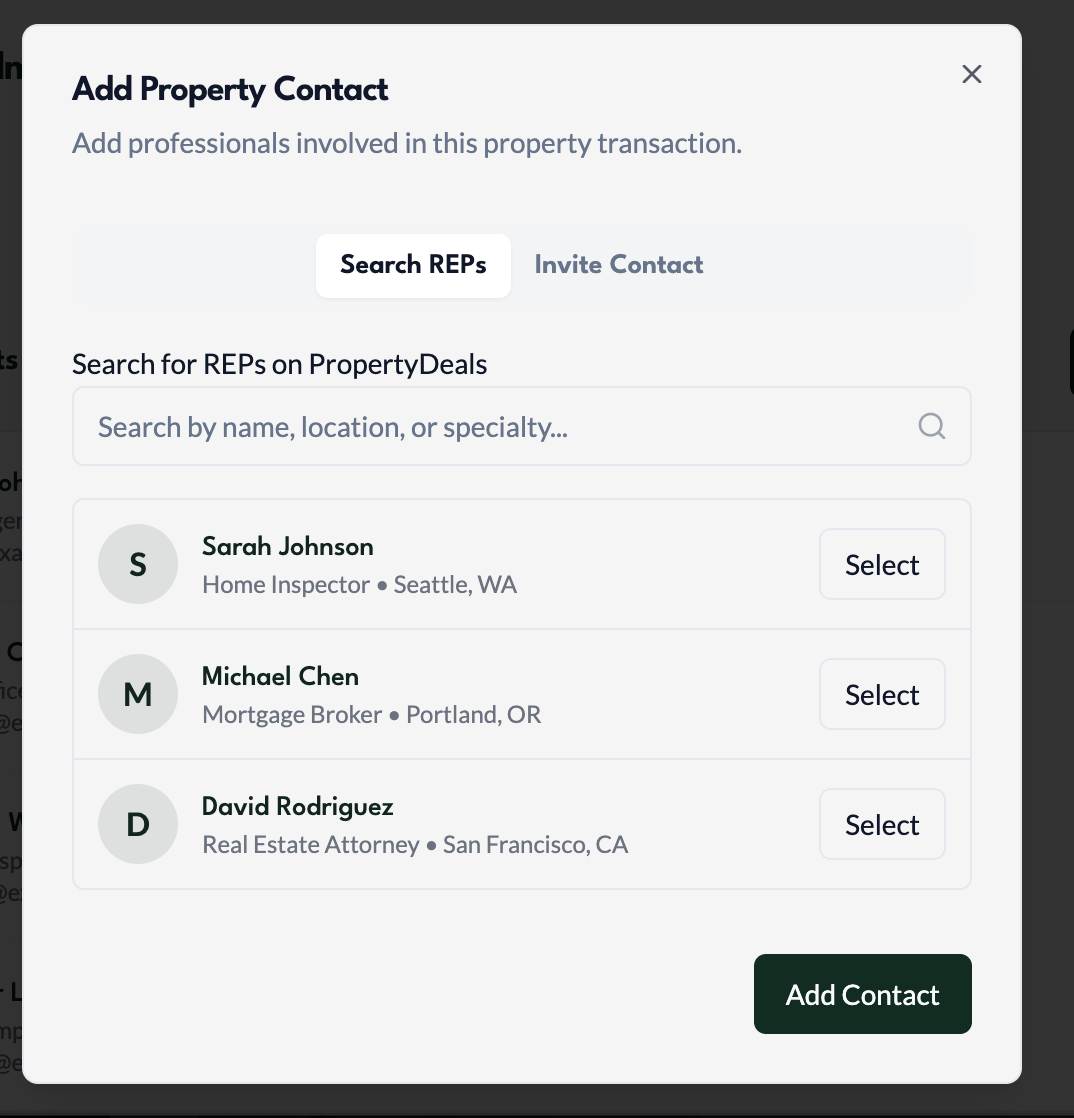 Add Property Contact
Add professionals involved in this property transaction.
Search REPs
Invite Contact
Search for REPs on PropertyDeals
Search by name, location, or specialty...
S
Sarah Johnson
Home Inspector • Seattle, WA
Select
M
Michael Chen
Mortgage Broker • Portland, OR
Select
D
David Rodriguez
Real Estate Attorney • San Francisco, CA
Select
Add Contact